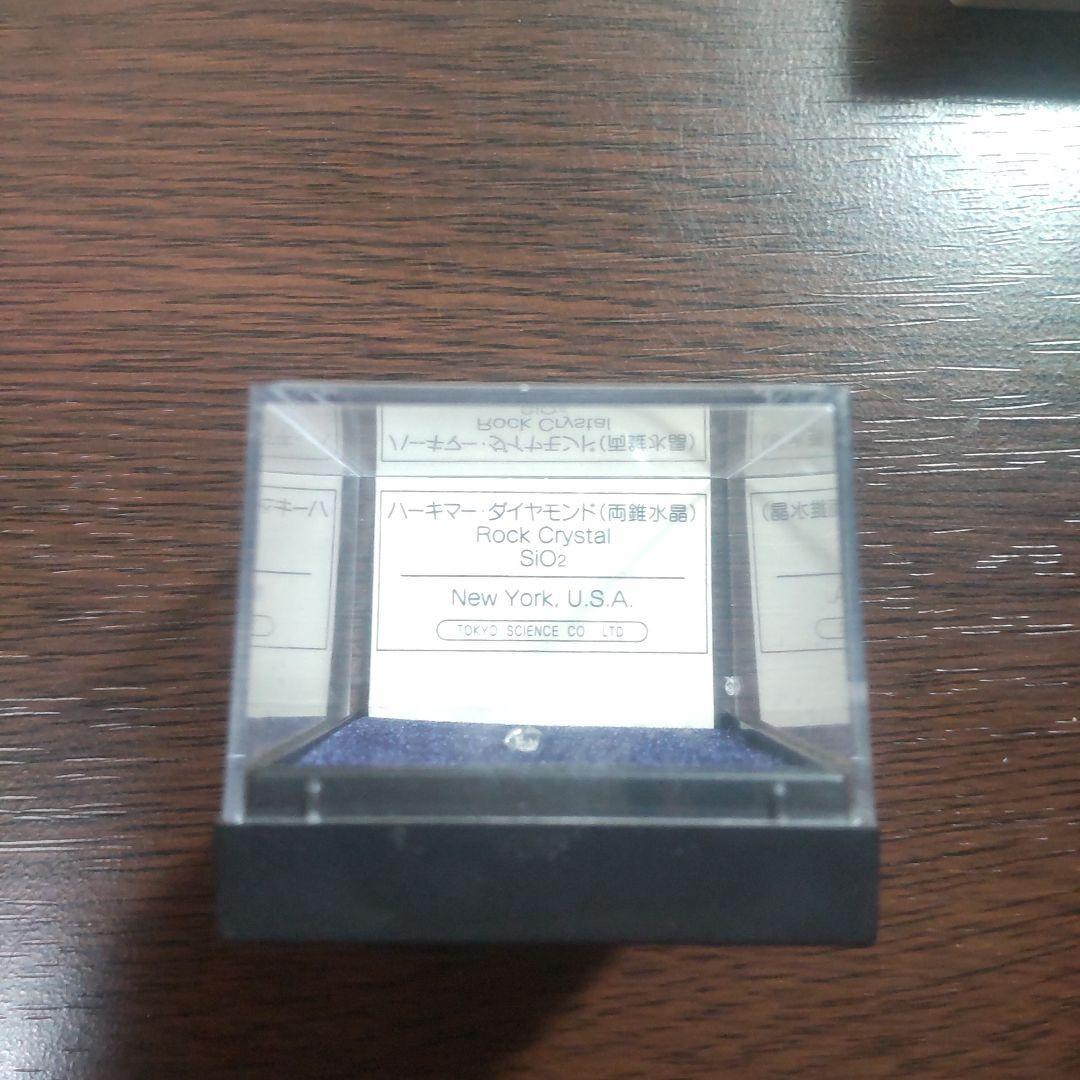 ハーキマー・ダイヤモンド(両錐水晶)
Rock Crystal
SiO₂
New York, U.S.A.
TOKYO SCIENCE CO LTD